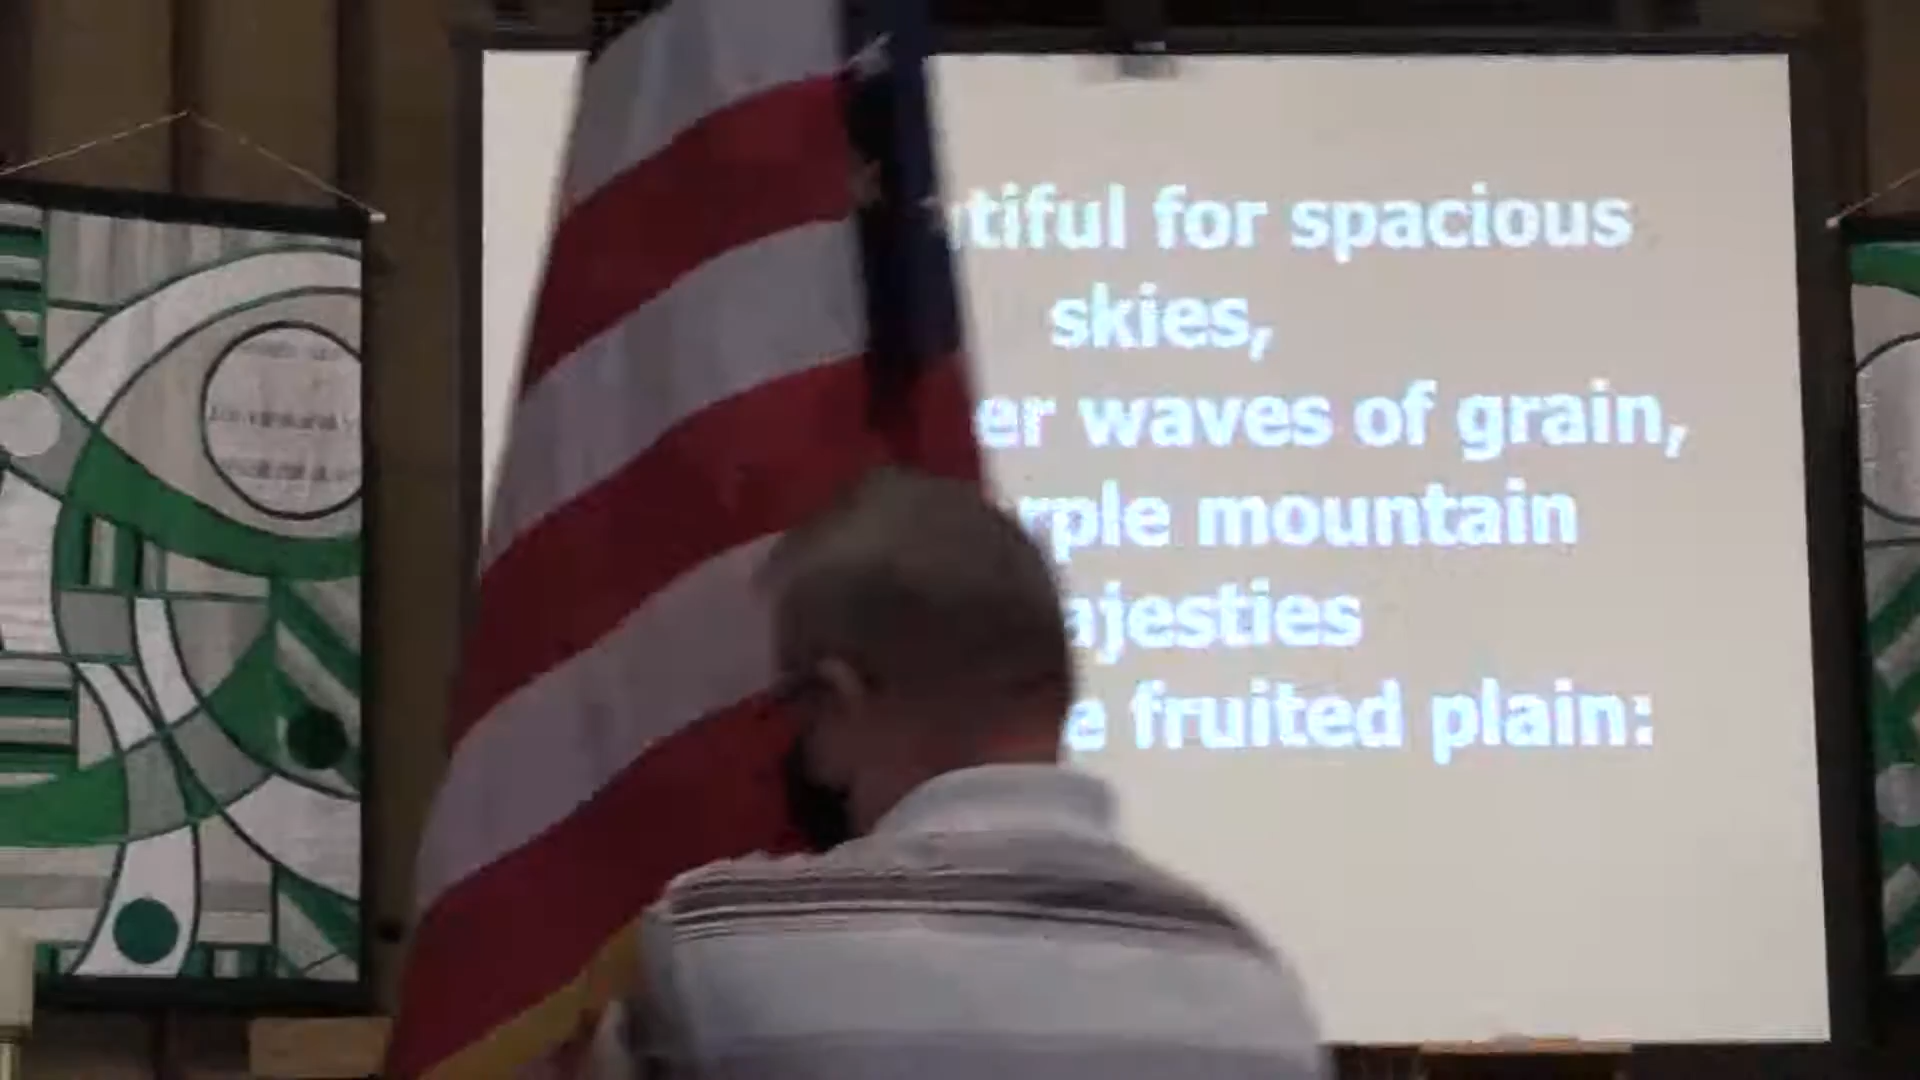 tiful for spacious
skies,
er waves of grain,
rple mountain
ajesties
e fruited plain: